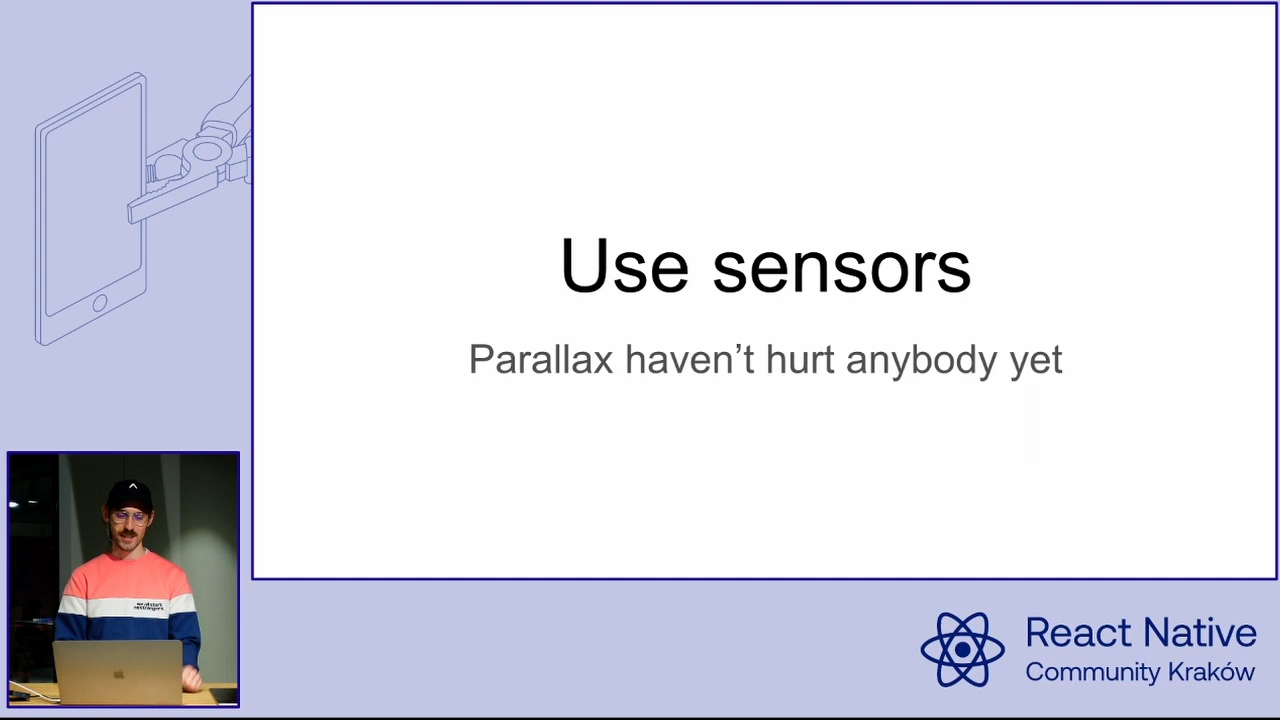 Use sensors
Parallax haven’t hurt anybody yet
React Native
Community Kraków